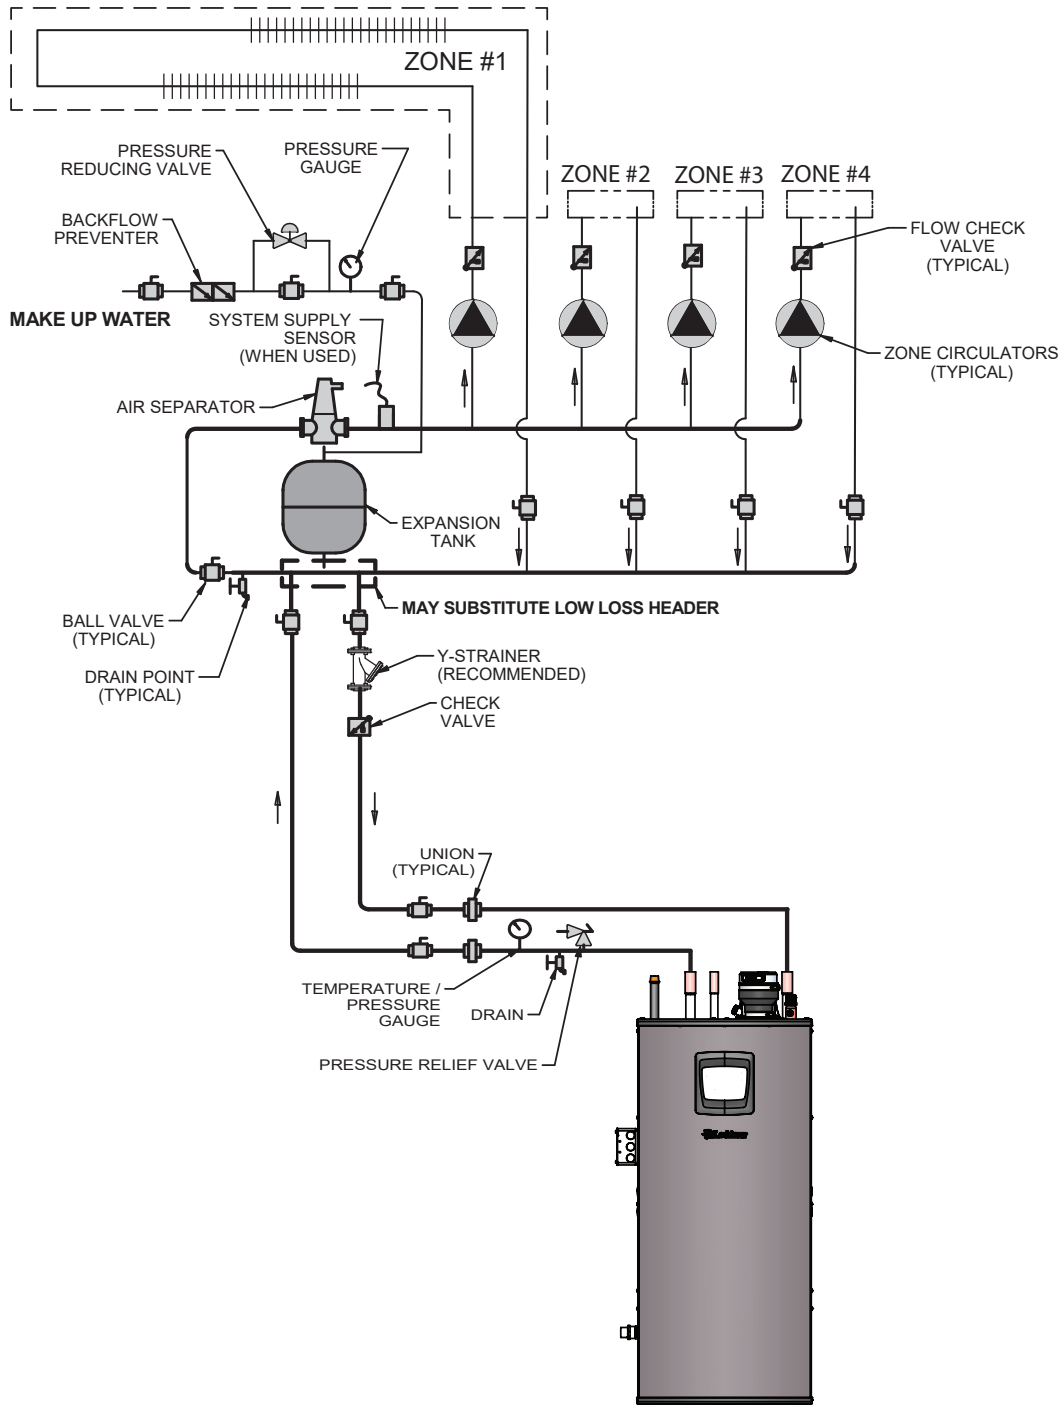 ZONE #1
PRESSURE
REDUCING VALVE
PRESSURE
GAUGE
ZONE #2
ZONE #3
ZONE #4
BACKFLOW
PREVENTER
FLOW CHECK
VALVE
(TYPICAL)
MAKE UP WATER
SYSTEM SUPPLY
SENSOR
(WHEN USED)
ZONE CIRCULATORS
(TYPICAL)
AIR SEPARATOR
EXPANSION
TANK
MAY SUBSTITUTE LOW LOSS HEADER
BALL VALVE
(TYPICAL)
DRAIN POINT
(TYPICAL)
Y-STRAINER
(RECOMMENDED)
CHECK
VALVE
UNION
(TYPICAL)
TEMPERATURE /
PRESSURE
GAUGE
DRAIN
PRESSURE RELIEF VALVE